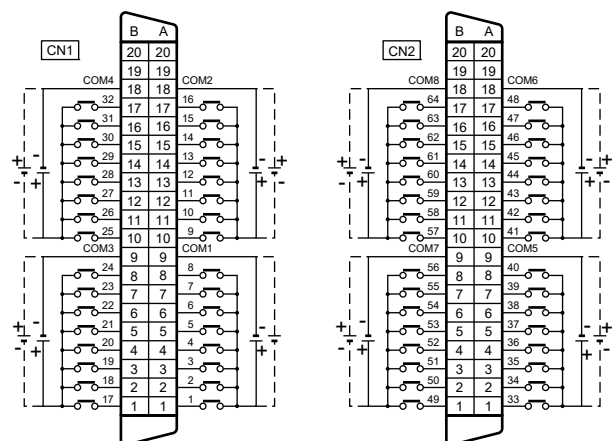 CN1
B A
20 20
19 19
COM4 18 18 COM2
32 17 17 16
31 16 16 15
30 15 15 14
+ - 29 14 14 13 - +
+ 28 13 13 12 + -
27 12 12 11
26 11 11 10
25 10 10 9
COM3 9 9 COM1
24 8 8 8
23 7 7 7
22 6 6 6
+ - 21 5 5 5 - +
+ 20 4 4 4 + -
19 3 3 3
18 2 2 2
17 1 1 1
CN2
B A
20 20
19 19
COM8 18 18 COM6
64 17 17 48
63 16 16 47
62 15 15 46
+ - 61 14 14 45 - +
+ 60 13 13 44 + -
59 12 12 43
58 11 11 42
57 10 10 41
COM7 9 9 COM5
56 8 8 40
55 7 7 39
54 6 6 38
+ - 53 5 5 37 - +
+ 52 4 4 36 + -
51 3 3 35
50 2 2 34
49 1 1 33